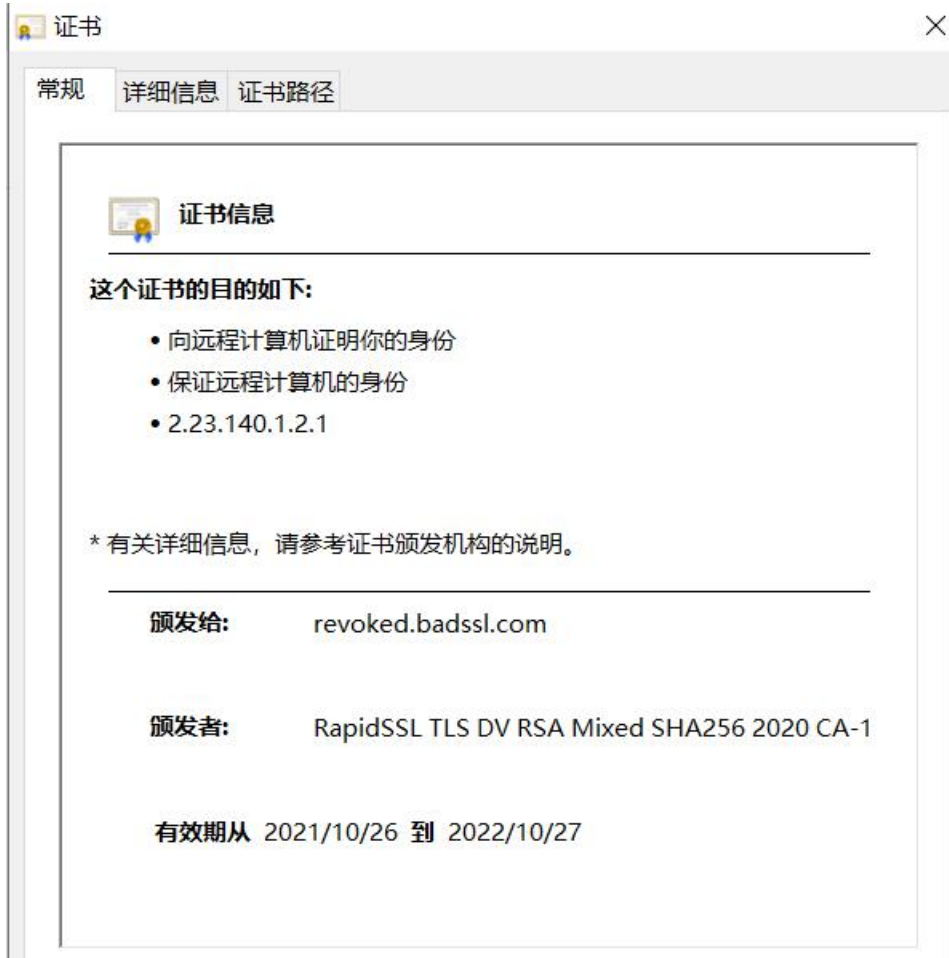 证书
常规 详细信息 证书路径
证书信息
这个证书的目的如下:
• 向远程计算机证明你的身份
• 保证远程计算机的身份
• 2.23.140.1.2.1
* 有关详细信息，请参考证书颁发机构的说明。
颁发给: revoked.badssl.com
颁发者: RapidSSL TLS DV RSA Mixed SHA256 2020 CA-1
有效期从 2021/10/26 到 2022/10/27